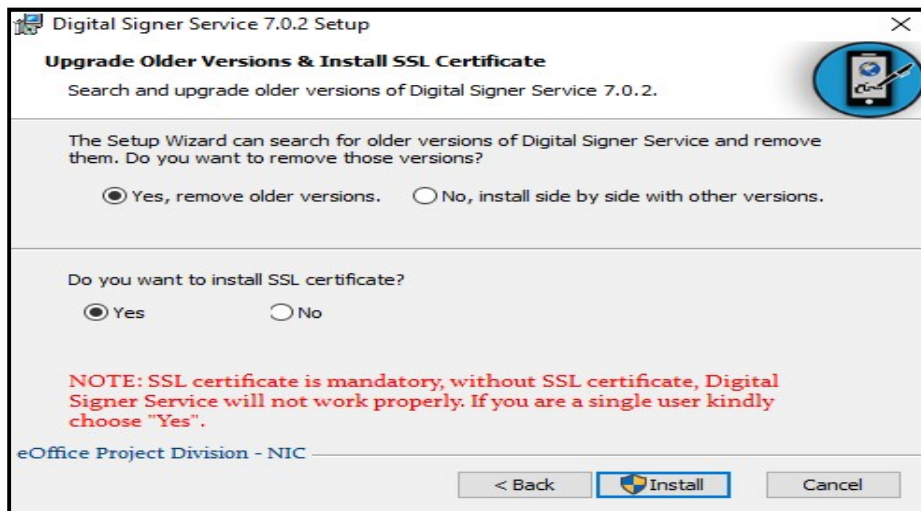 Digital Signer Service 7.0.2 Setup
Upgrade Older Versions & Install SSL Certificate
Search and upgrade older versions of Digital Signer Service 7.0.2.
The Setup Wizard can search for older versions of Digital Signer Service and remove
them. Do you want to remove those versions?
Yes, remove older versions. No, install side by side with other versions.
Do you want to install SSL certificate?
Yes No
NOTE: SSL certificate is mandatory, without SSL certificate, Digital
Signer Service will not work properly. If you are a single user kindly
choose "Yes".
eOffice Project Division - NIC
< Back Install Cancel